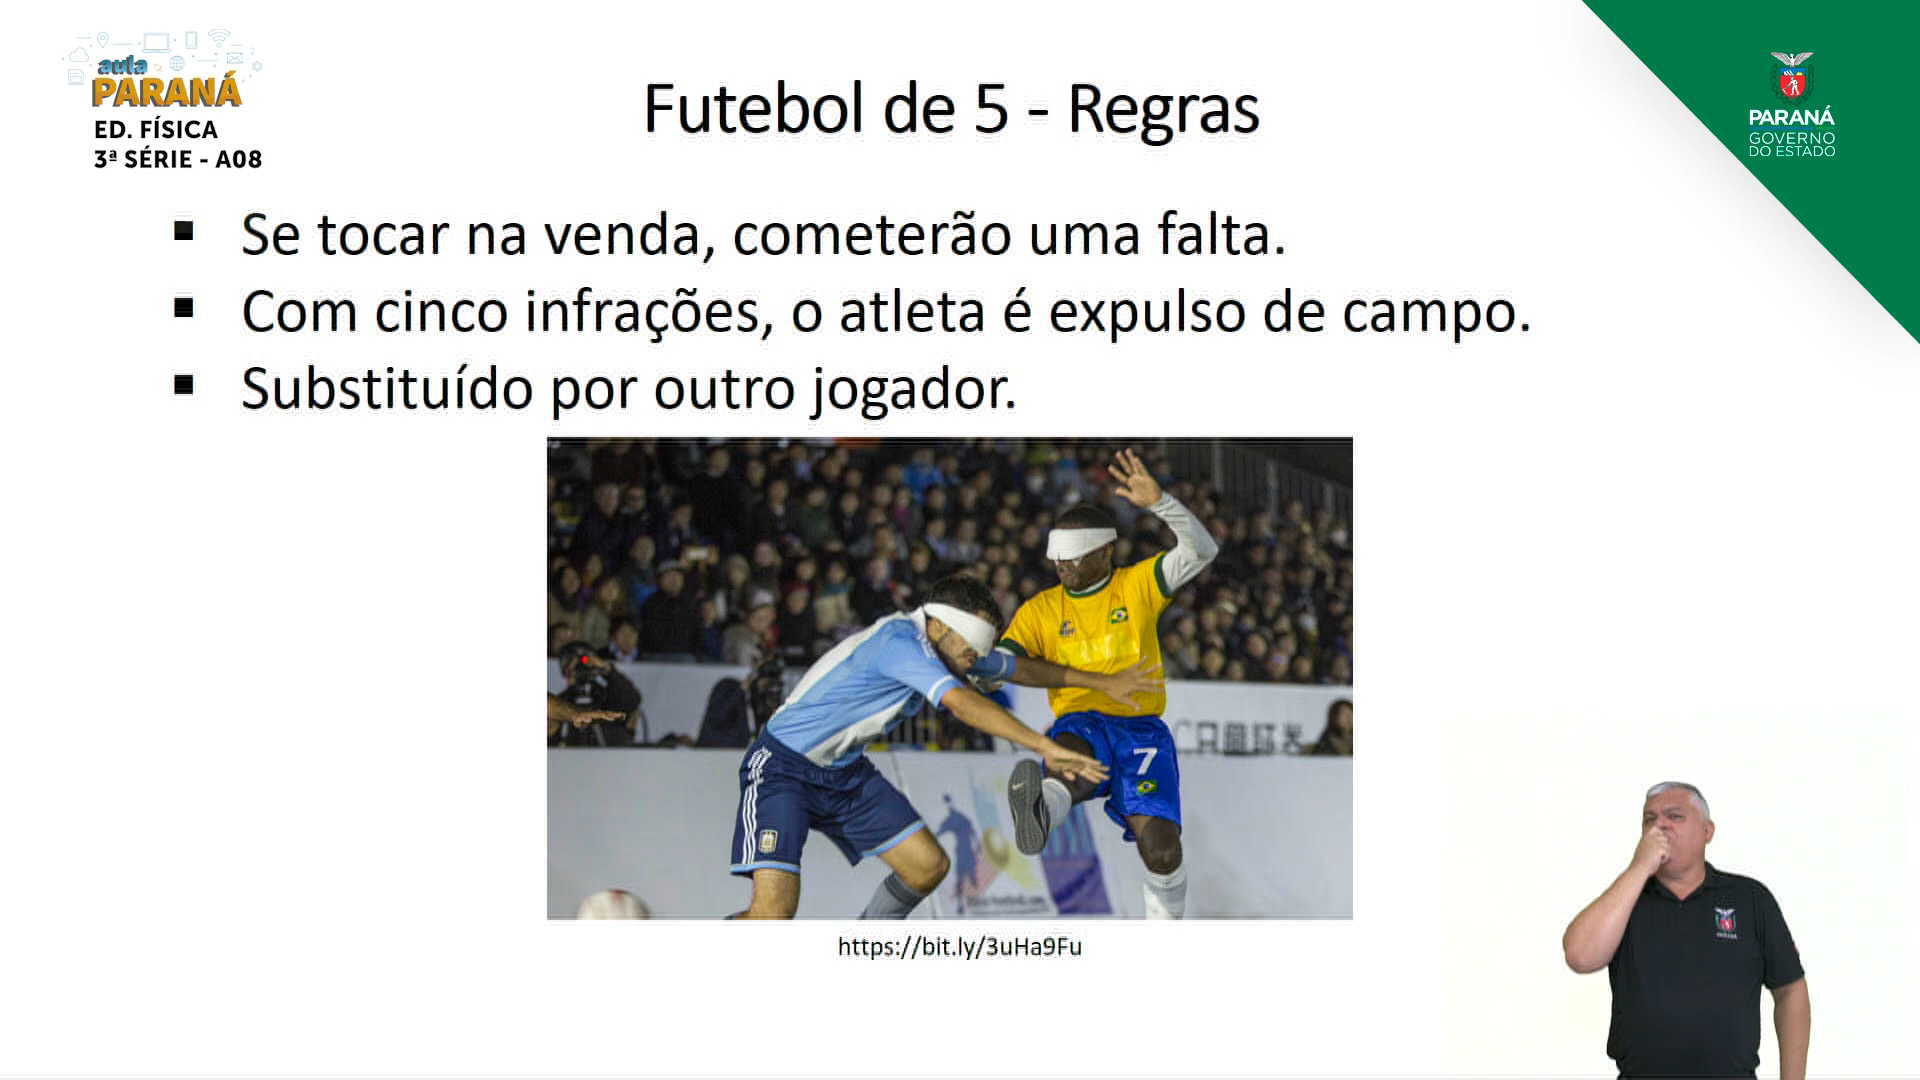 aula
PARANÁ
ED. FÍSICA
3ª SÉRIE - A08
Futebol de 5 - Regras
PARANÁ
GOVERNO
DO ESTADO
Se tocar na venda, cometerão uma falta.
Com cinco infrações, o atleta é expulso de campo.
Substituído por outro jogador.
7
https://bit.ly/3uHa9Fu